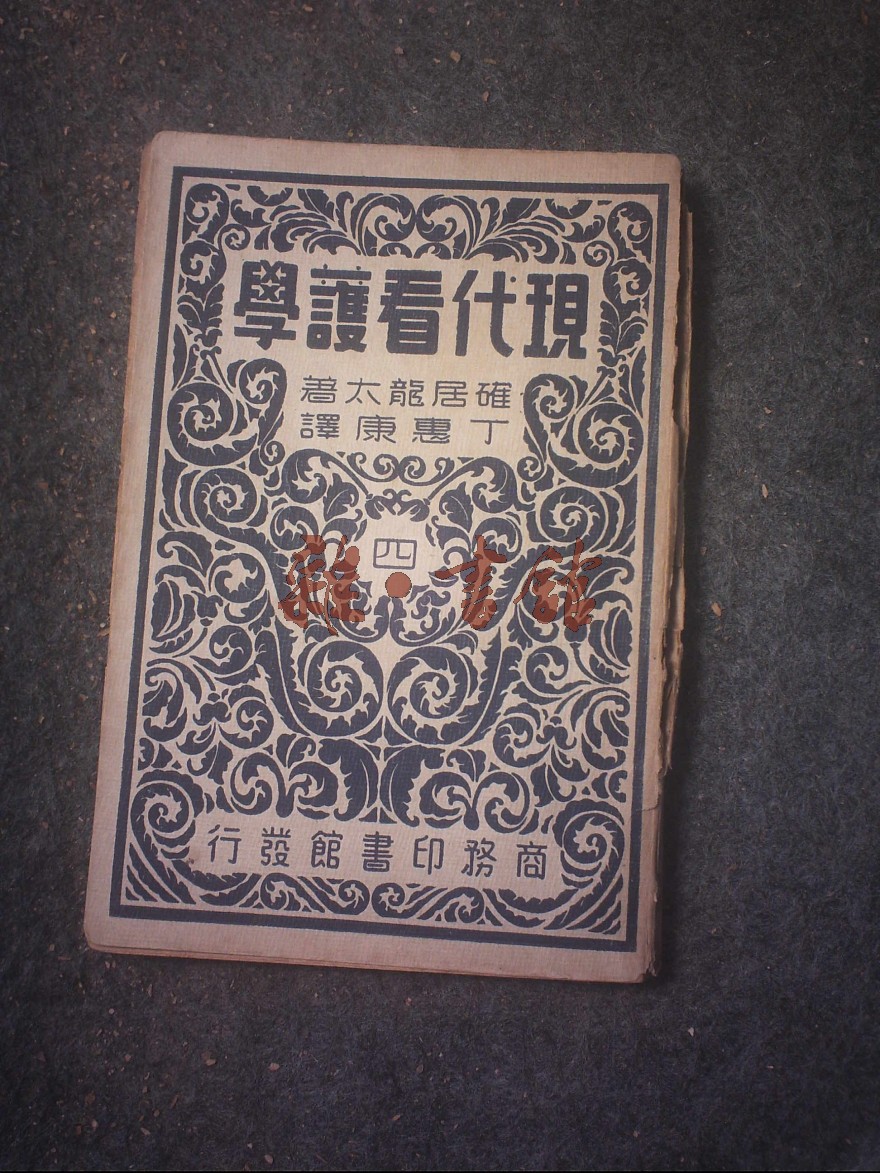 現代看護學
確居龍太著
丁惠康譯
四
雜·書館
商務印書館發行